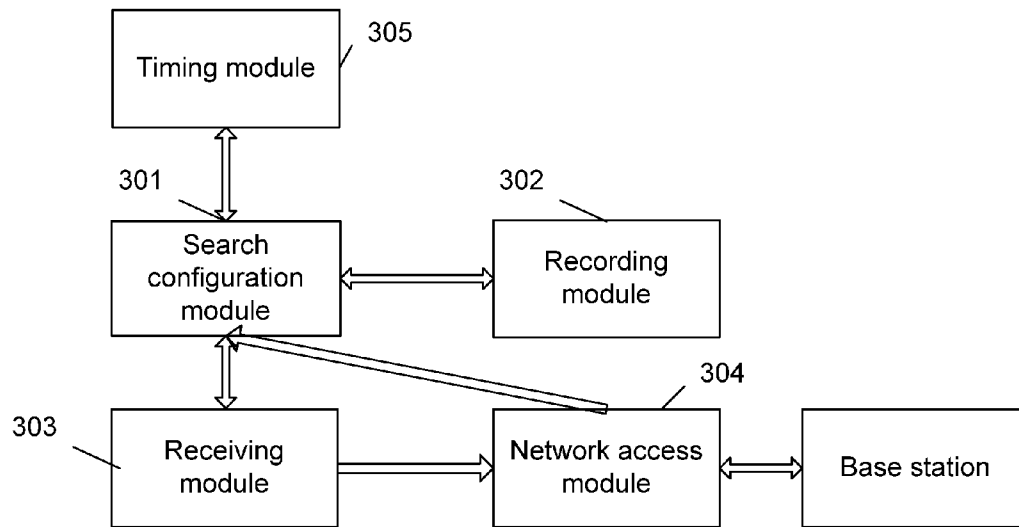 305
Timing module
301
302
Search
configuration
module
Recording
module
304
303
Receiving
module
Network access
module
Base station